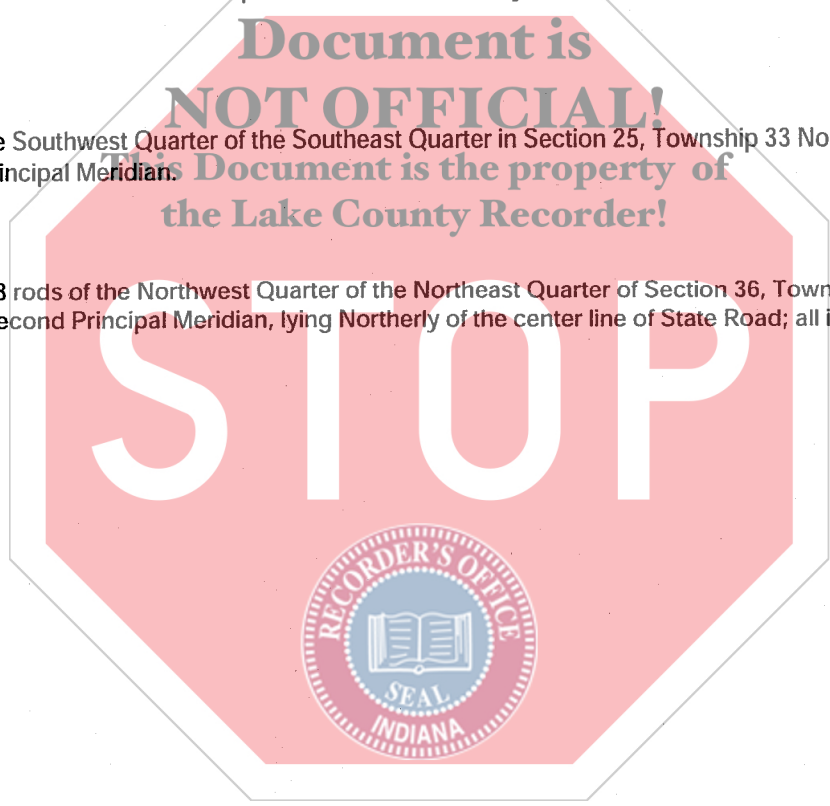 Document is
NOT OFFICIAL!
Southwest Quarter of the Southeast Quarter in Section 25, Township 33 No
This Document is the property of
incipal Meridian.
the Lake County Recorder!
rods of the Northwest Quarter of the Northeast Quarter of Section 36, Town
econd Principal Meridian, lying Northerly of the center line of State Road; all i
STOP
RECORDER'S OFFICE
SEAL
INDIANA